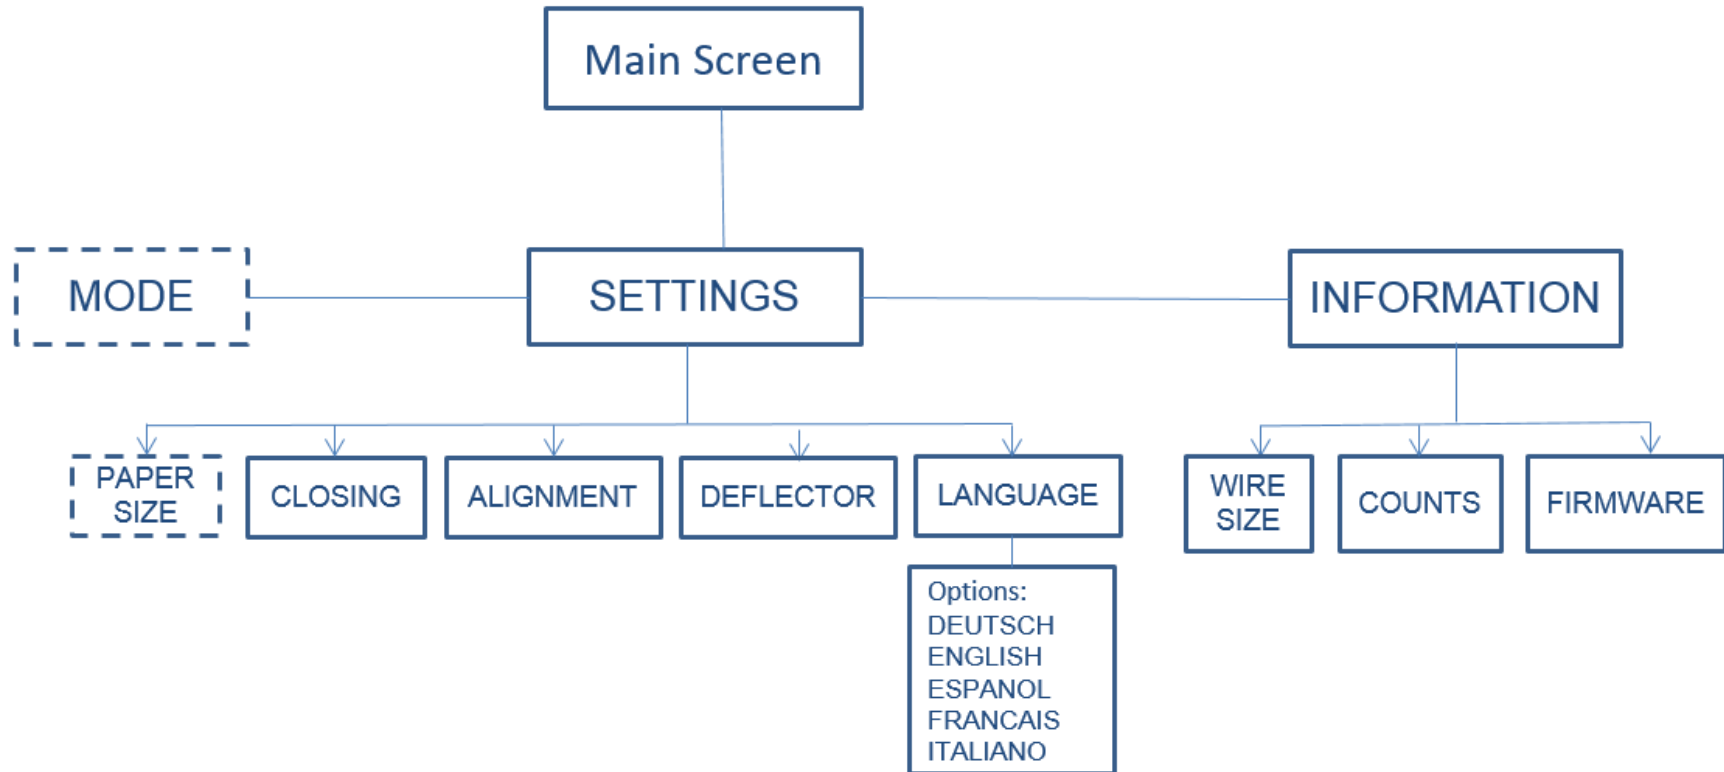 Main Screen
MODE
SETTINGS
INFORMATION
PAPER
SIZE
CLOSING
ALIGNMENT
DEFLECTOR
LANGUAGE
WIRE
SIZE
COUNTS
FIRMWARE
Options:
DEUTSCH
ENGLISH
ESPANOL
FRANCAIS
ITALIANO